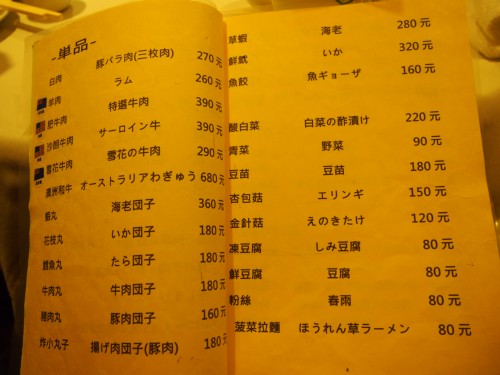 -単品-
白肉 豚バラ肉(三枚肉) 270元
羊肉 ラム 260元
肥牛肉 特選牛肉 390元
沙朗牛肉 サーロイン牛 390元
雪花牛肉 雪花の牛肉 290元
澳洲和牛 オーストラリアわぎゅう 680元
蝦丸 海老団子 360元
花枝丸 いか団子 180元
鱈魚丸 たら団子 180元
牛肉丸 牛肉団子 180元
豬肉丸 豚肉団子 160元
炸小丸子 揚げ肉団子(豚肉) 180元
草蝦 海老 280元
鮮魷 いか 320元
魚餃 魚ギョーザ 160元
酸白菜 白菜の酢漬け 220元
青菜 野菜 90元
豆苗 豆苗 180元
杏包菇 エリンギ 150元
金針菇 えのきたけ 120元
凍豆腐 しみ豆腐 80元
鮮豆腐 豆腐 80元
粉絲 春雨 80元
菠菜拉麵 ほうれん草ラーメン 80元